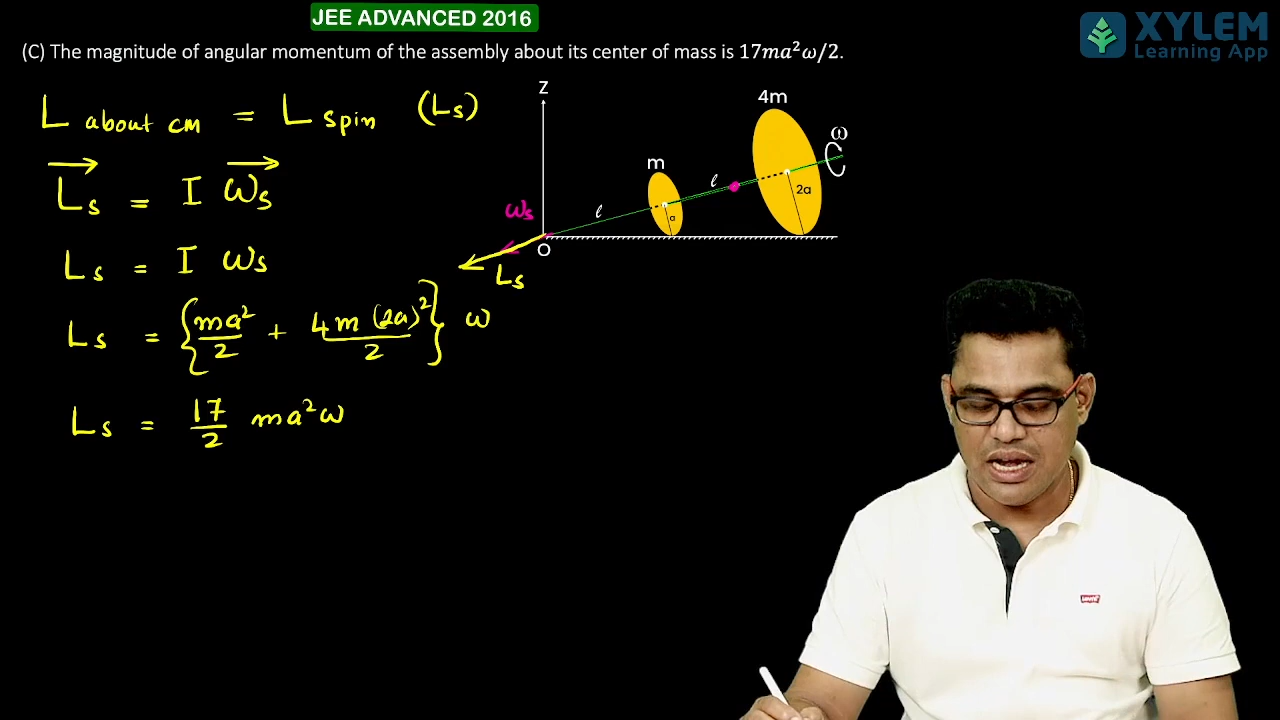 JEE ADVANCED 2016
XYLEM
Learning App
(C) The magnitude of angular momentum of the assembly about its center of mass is 17ma²ω/2.
L about cm = L spin (Ls)
Ls = I ωs
Ls = I ωs
Ls = {ma²/2 + 4m(2a)²/2} ω
Ls = 17/2 ma²ω
Z
4m
ω
m
l
2a
l
a
ωs
O
Ls